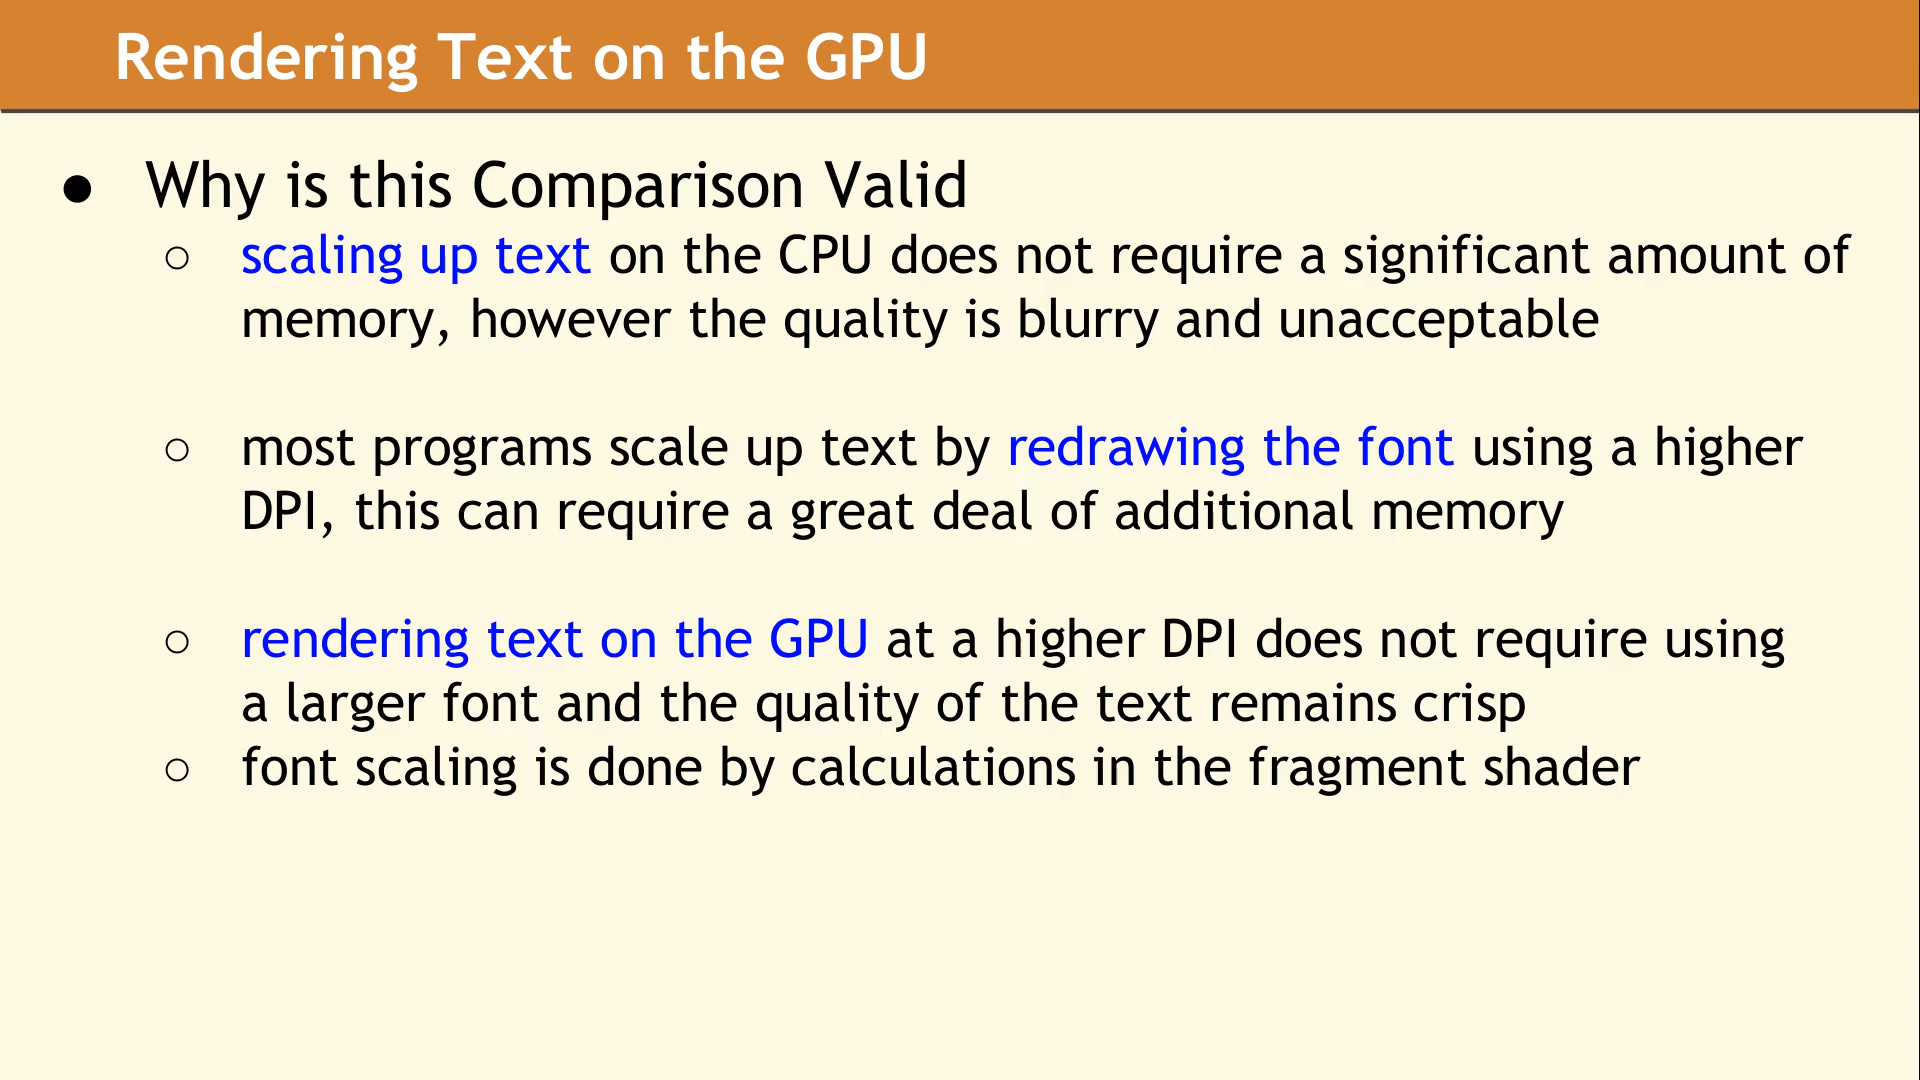 Rendering Text on the GPU
● Why is this Comparison Valid
○ scaling up text on the CPU does not require a significant amount of
memory, however the quality is blurry and unacceptable
○ most programs scale up text by redrawing the font using a higher
DPI, this can require a great deal of additional memory
○ rendering text on the GPU at a higher DPI does not require using
a larger font and the quality of the text remains crisp
○ font scaling is done by calculations in the fragment shader